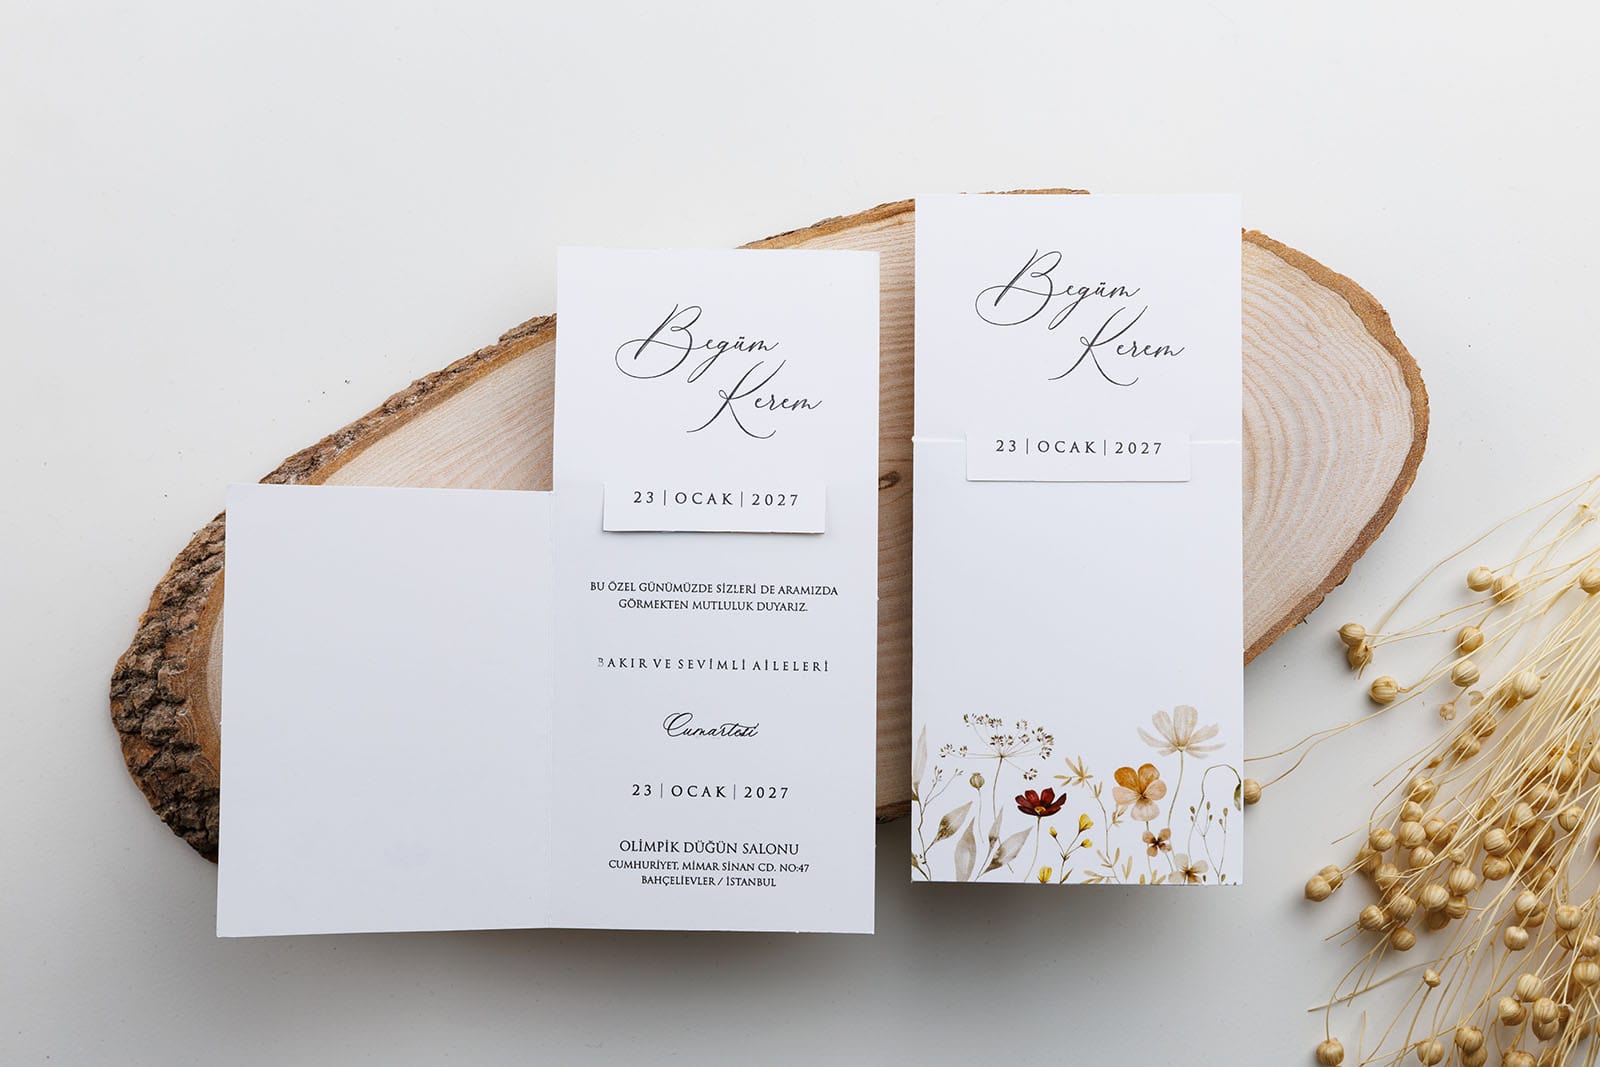 Begüm
Kerem
23 | OCAK | 2027
BU ÖZEL GÜNÜMÜZDE SİZLERİ DE ARAMIZDA
GÖRMEKTEN MUTLULUK DUYARIZ.
BAKIR VE SEVİMLİ AİLELERİ
Cumartesi
23 | OCAK | 2027
OLİMPİK DÜĞÜN SALONU
CUMHURİYET, MİMAR SİNAN CD. NO:47
BAHÇELİEVLER / İSTANBUL
Begüm
Kerem
23 | OCAK | 2027